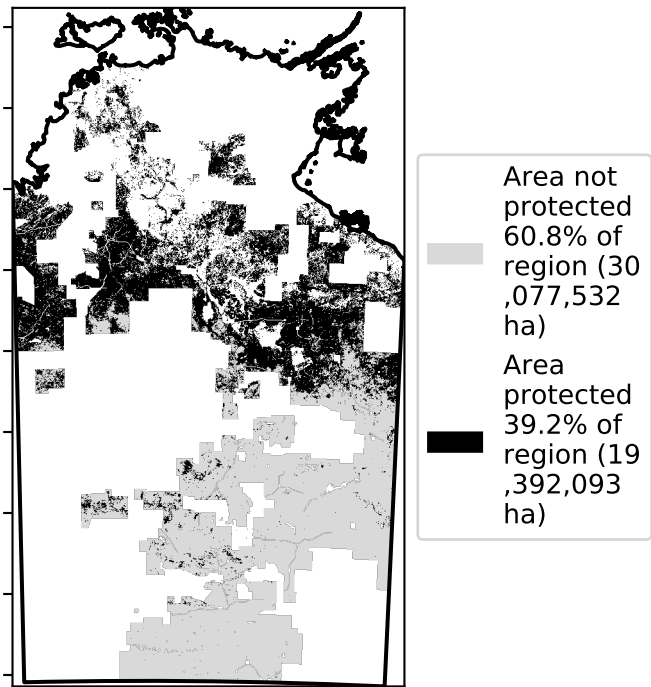 Area not
protected
60.8% of
region (30
,077,532
ha)
Area
protected
39.2% of
region (19
,392,093
ha)